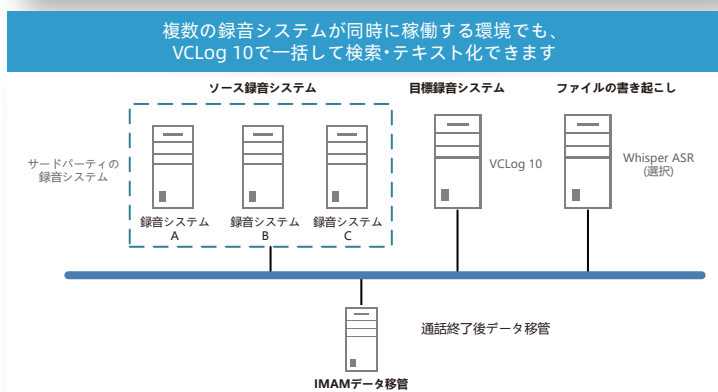 複数の録音システムが同時に稼働する環境でも、
VCLog 10で一括して検索・テキスト化できます
ソース録音システム
目標録音システム
ファイルの書き起こし
サードパーティの
録音システム
録音システム
A
録音システム
B
録音システム
C
VCLog 10
Whisper ASR
(選択)
通話終了後データ移管
IMAMデータ移管